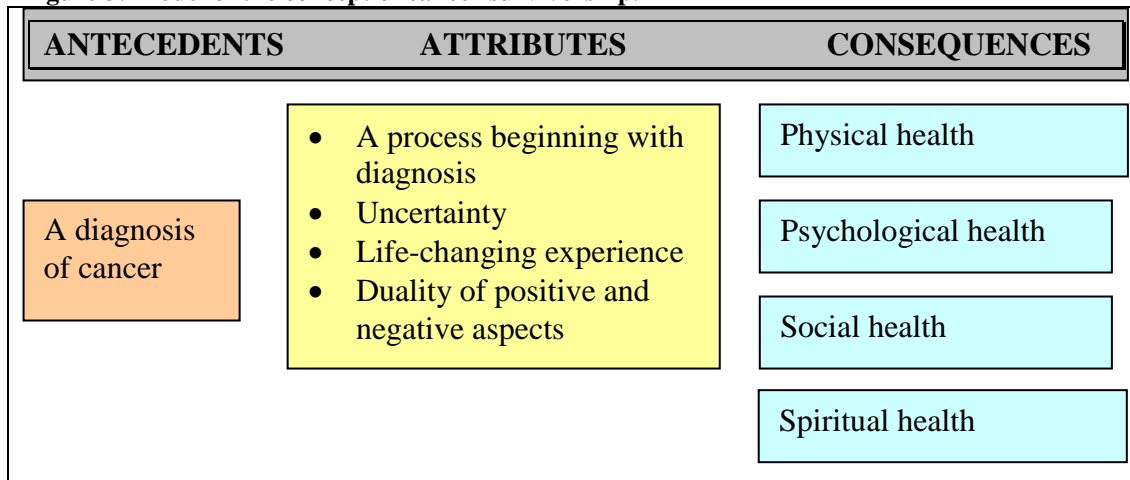 ANTECEDENTS ATTRIBUTES CONSEQUENCES
A diagnosis
of cancer
• A process beginning with
diagnosis
• Uncertainty
• Life-changing experience
• Duality of positive and
negative aspects
Physical health
Psychological health
Social health
Spiritual health